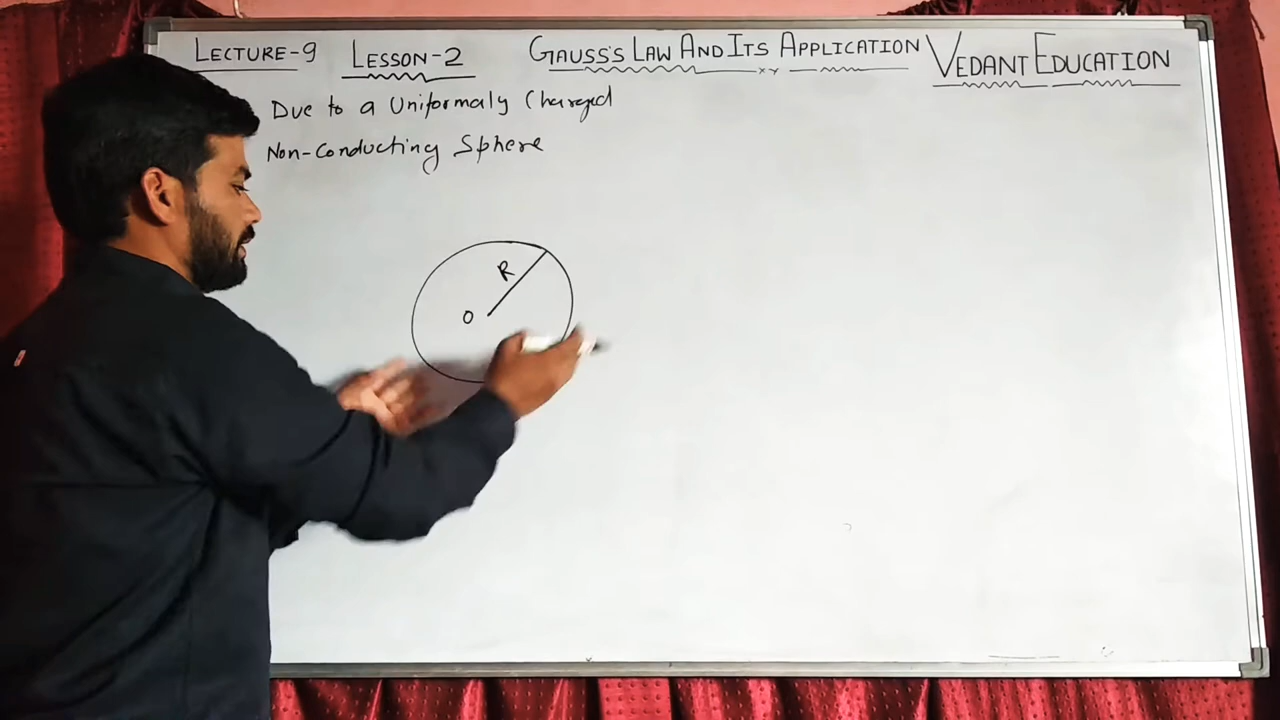 LECTURE-9 LESSON-2 GAUSS'S LAW AND ITS APPLICATION VEDANT EDUCATION
Due to a Uniformaly Charged
Non-Conducting Sphere
R
O